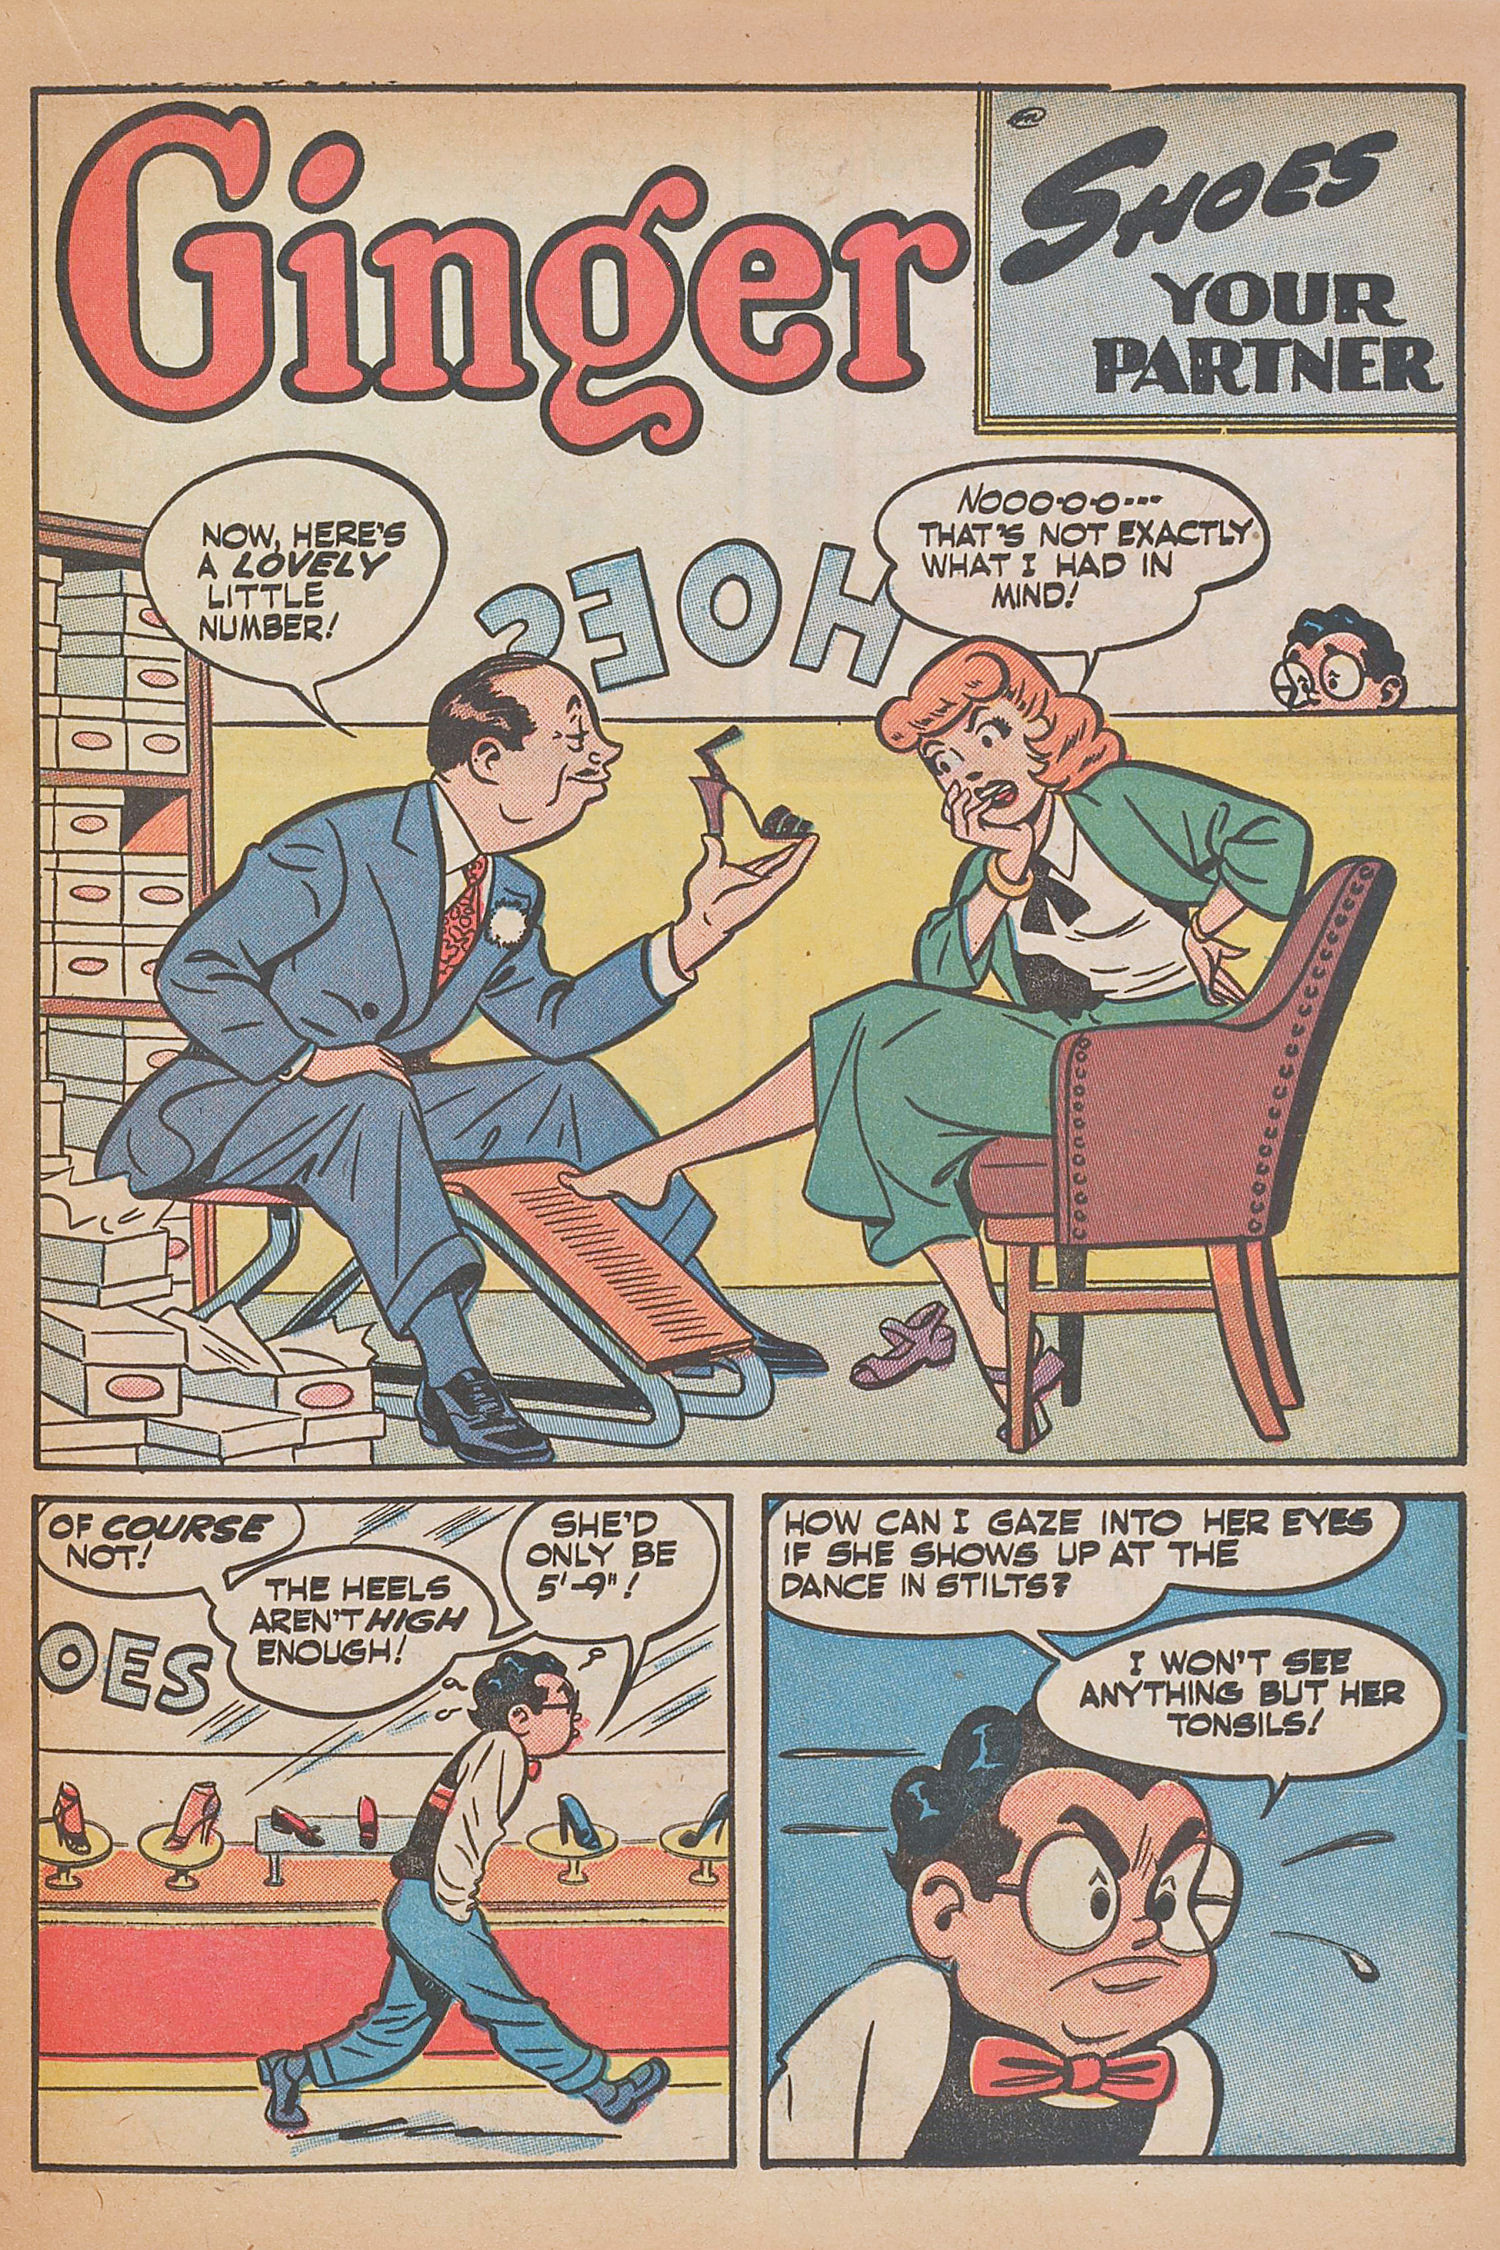 Ginger
SHOES
YOUR
PARTNER
NOW, HERE'S
A LOVELY
LITTLE
NUMBER!
NOOO-O-O---
THAT'S NOT EXACTLY
WHAT I HAD IN
MIND!
SEOH
OF COURSE
NOT!
THE HEELS
AREN'T HIGH
ENOUGH!
SHE'D
ONLY BE
5'-9"!
OES
HOW CAN I GAZE INTO HER EYES
IF SHE SHOWS UP AT THE
DANCE IN STILTS?
I WON'T SEE
ANYTHING BUT HER
TONSILS!